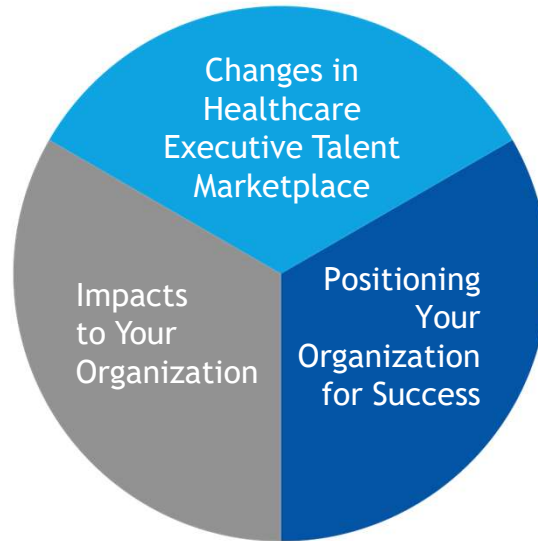 Changes in
Healthcare
Executive Talent
Marketplace
Impacts
to Your
Organization
Positioning
Your
Organization
for Success